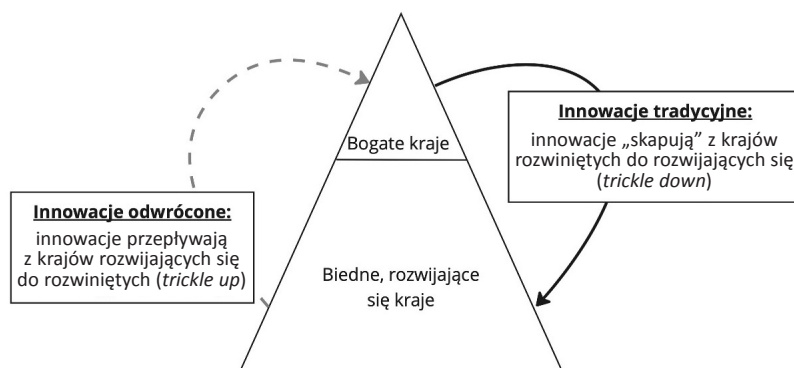 Bogate kraje
Innowacje tradycyjne:
innowacje „skapują” z krajów
rozwiniętych do rozwijających się
(trickle down)
Innowacje odwrócone:
innowacje przepływają
z krajów rozwijających się
do rozwiniętych (trickle up)
Biedne, rozwijające
się kraje